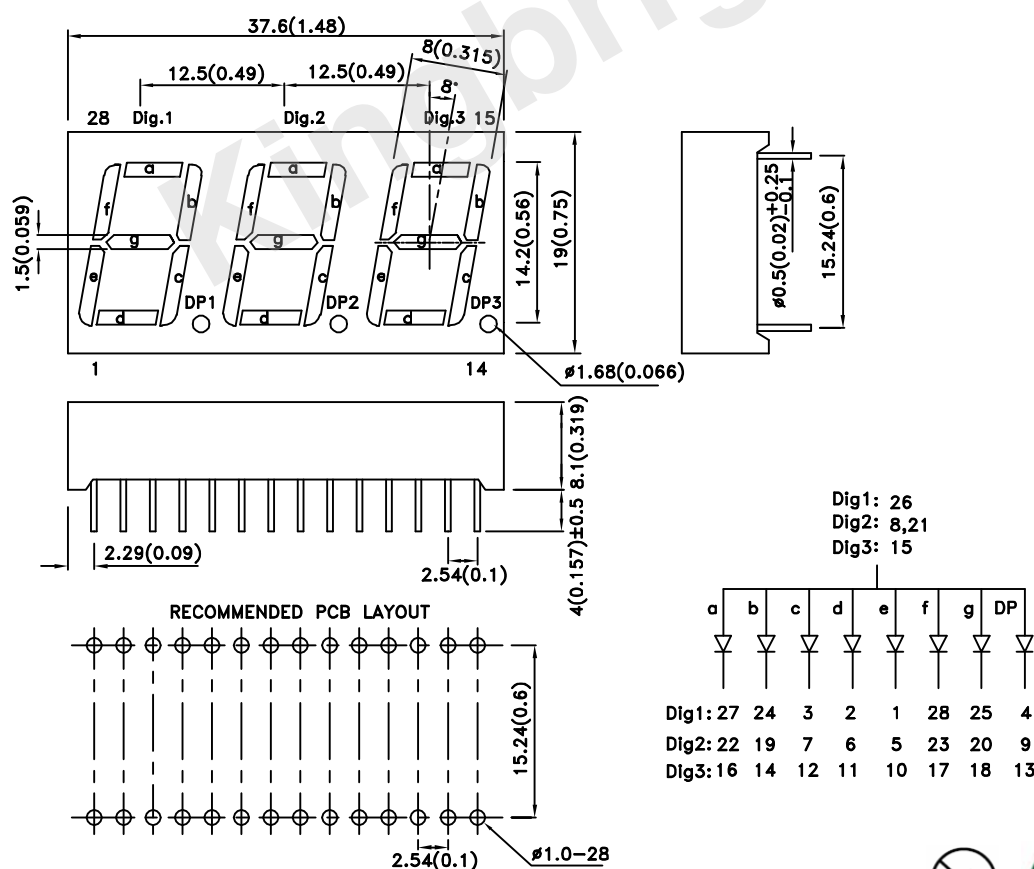 Kingbrig
37.6(1.48)
8(0.315)
12.5(0.49) 12.5(0.49) 8°
28 Dig.1 Dig.2 Dig.3 15
a a a
f b f b f b
g g g
e c e c e c
d d d
DP1 DP2 DP3
1.5(0.059)
14.2(0.56)
19(0.75)
ø0.5(0.02)+0.25 -0.1
15.24(0.6)
1 14
ø1.68(0.066)
8.1(0.319)
4(0.157)±0.5
2.29(0.09)
2.54(0.1)
RECOMMENDED PCB LAYOUT
15.24(0.6)
2.54(0.1)
ø1.0-28
Dig1: 26
Dig2: 8,21
Dig3: 15
a b c d e f g DP
Dig1: 27 24 3 2 1 28 25 4
Dig2: 22 19 7 6 5 23 20 9
Dig3: 16 14 12 11 10 17 18 13